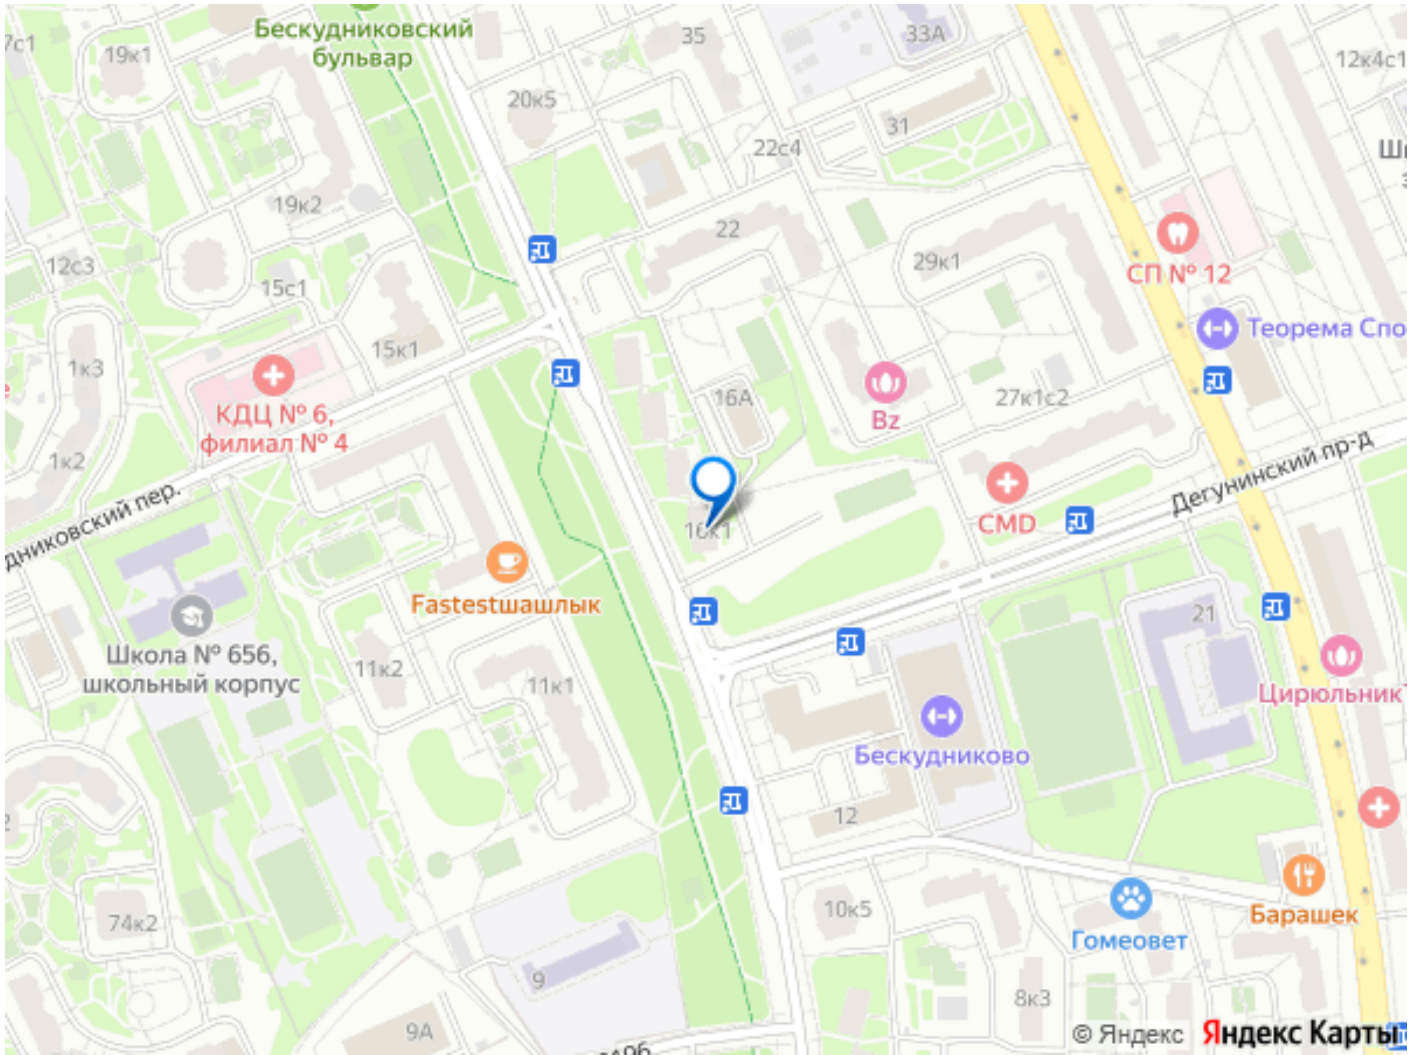 Бескудниковский
бульвар
35
33А
7с1
19к1
12к4с1
20к5
31
22с4
19к2
22
12с3
29к1
СП № 12
15с1
Теорема Спо
15к1
1к3
16А
27к1с2
КДЦ № 6,
филиал № 4
Bz
1к2
Дегунинский пр-д
дниковский пер.
CMD
16к1
Fastestшашлык
21
Школа № 656,
школьный корпус
11к2
11к1
Цирюльник
Бескудниково
12
74к2
10к5
Барашек
Гомеовет
9
8к3
9А
© Яндекс
Яндекс Карты